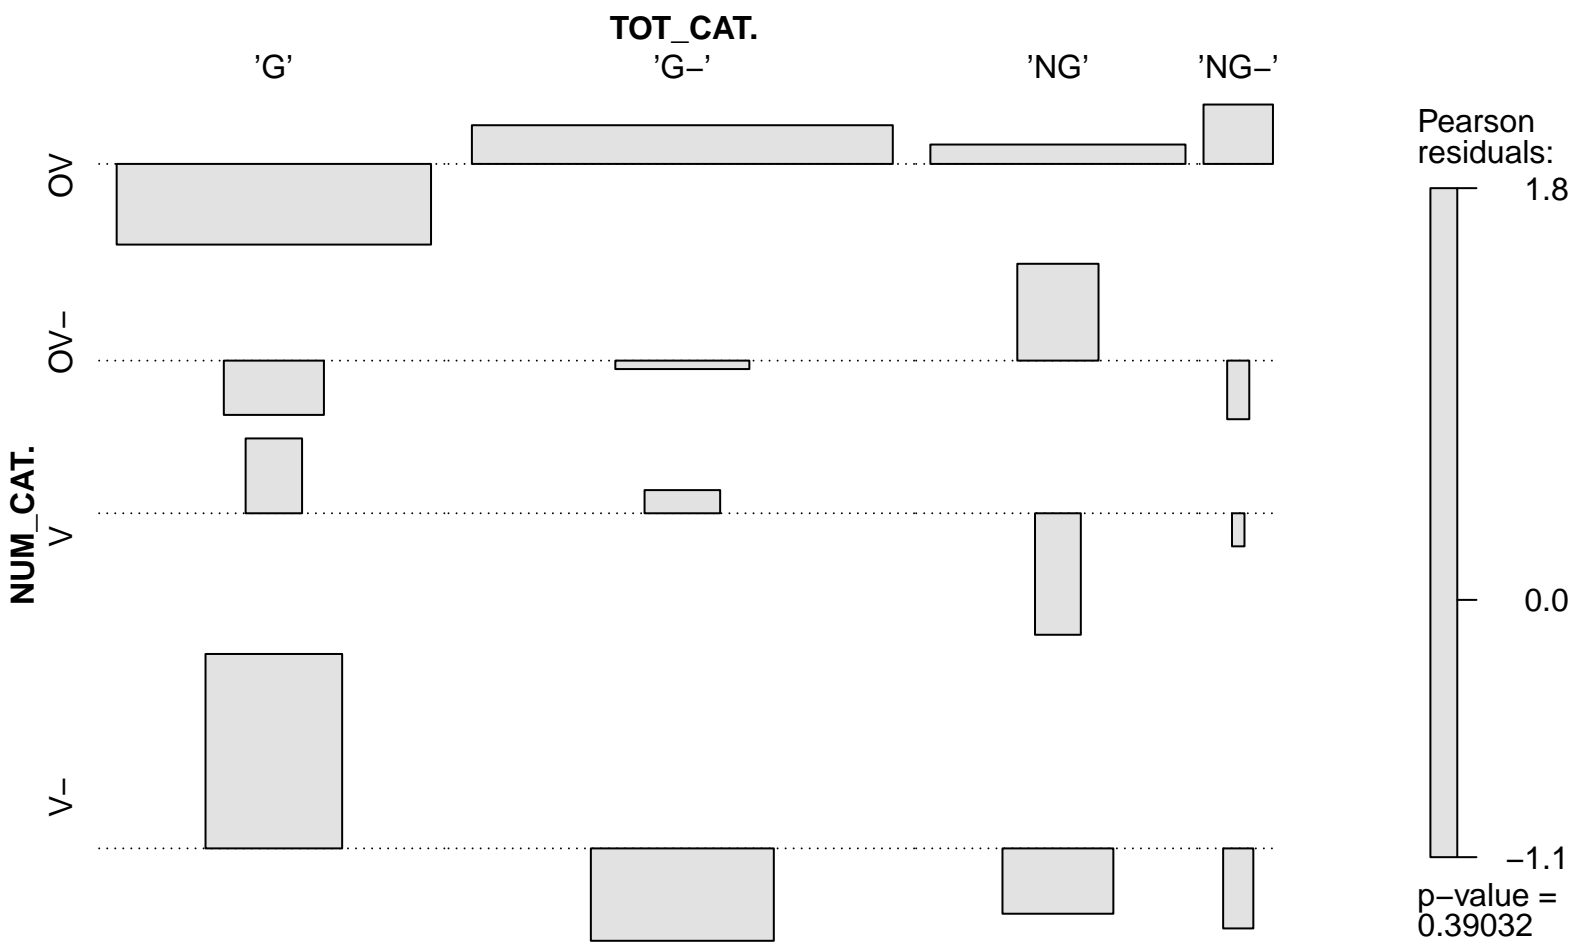 TOT_CAT.
’G’ ’G−’ ’NG’ ’NG−’
NUM_CAT.
OV
OV−
V
V−
Pearson
residuals:
1.8
0.0
−1.1
p−value =
0.39032